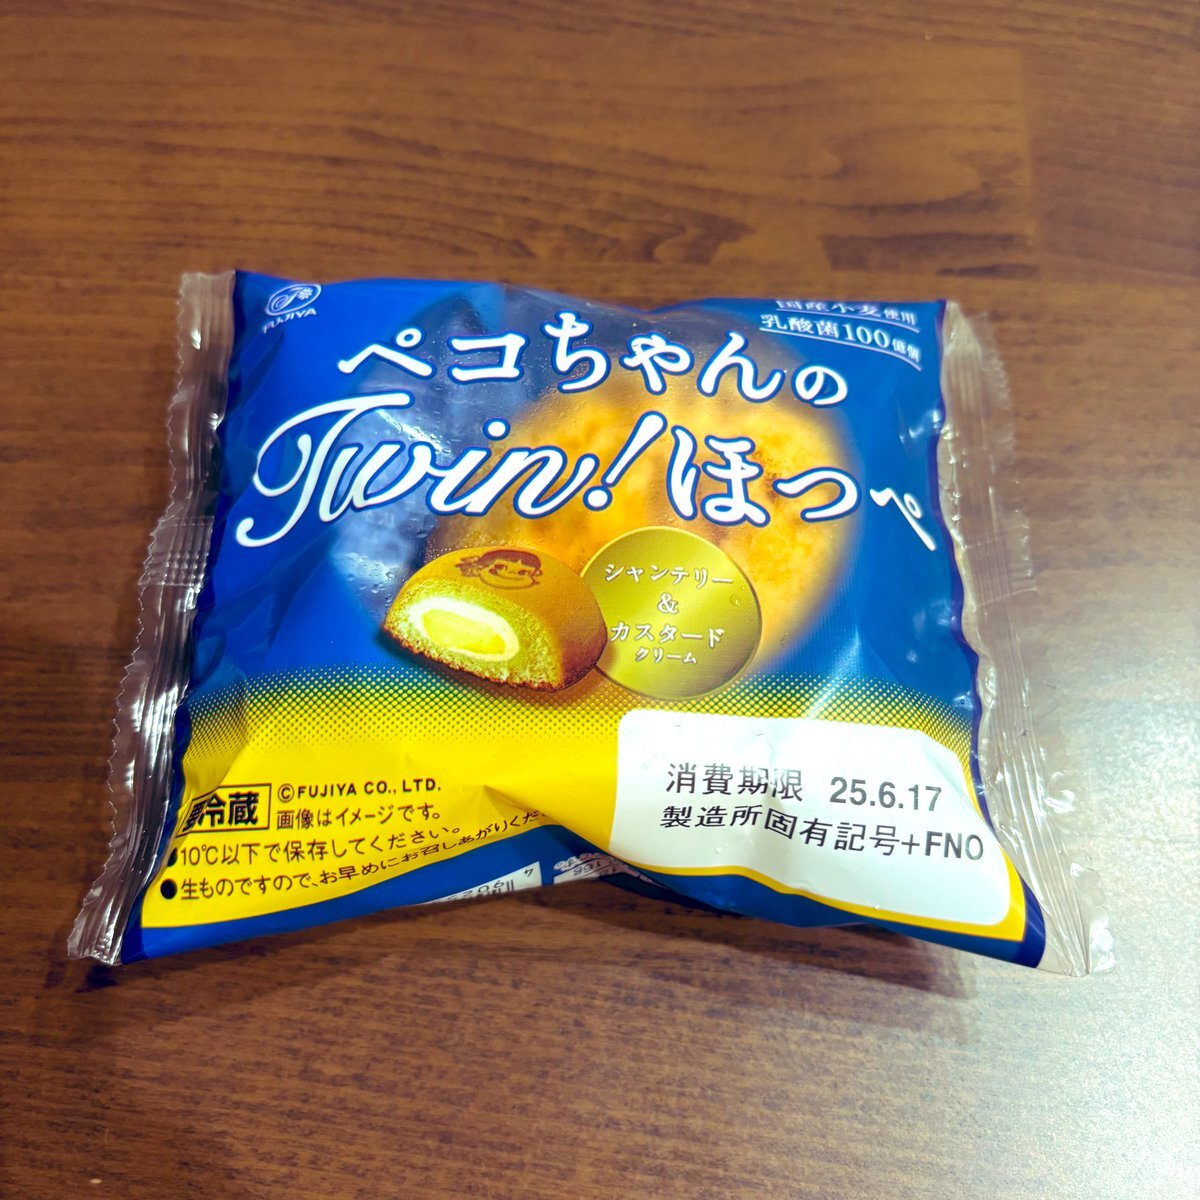 FUJIYA
国産小麦使用
乳酸菌100億個
ペコちゃんの
Twin!ほっぺ
シャンテリー
&
カスタード
クリーム
消費期限 25.6.17
製造所固有記号+FNO
要冷蔵
©FUJIYA CO., LTD.
画像はイメージです。
●10℃以下で保存してください。
●生ものですので、お早めにお召しあがりくだ